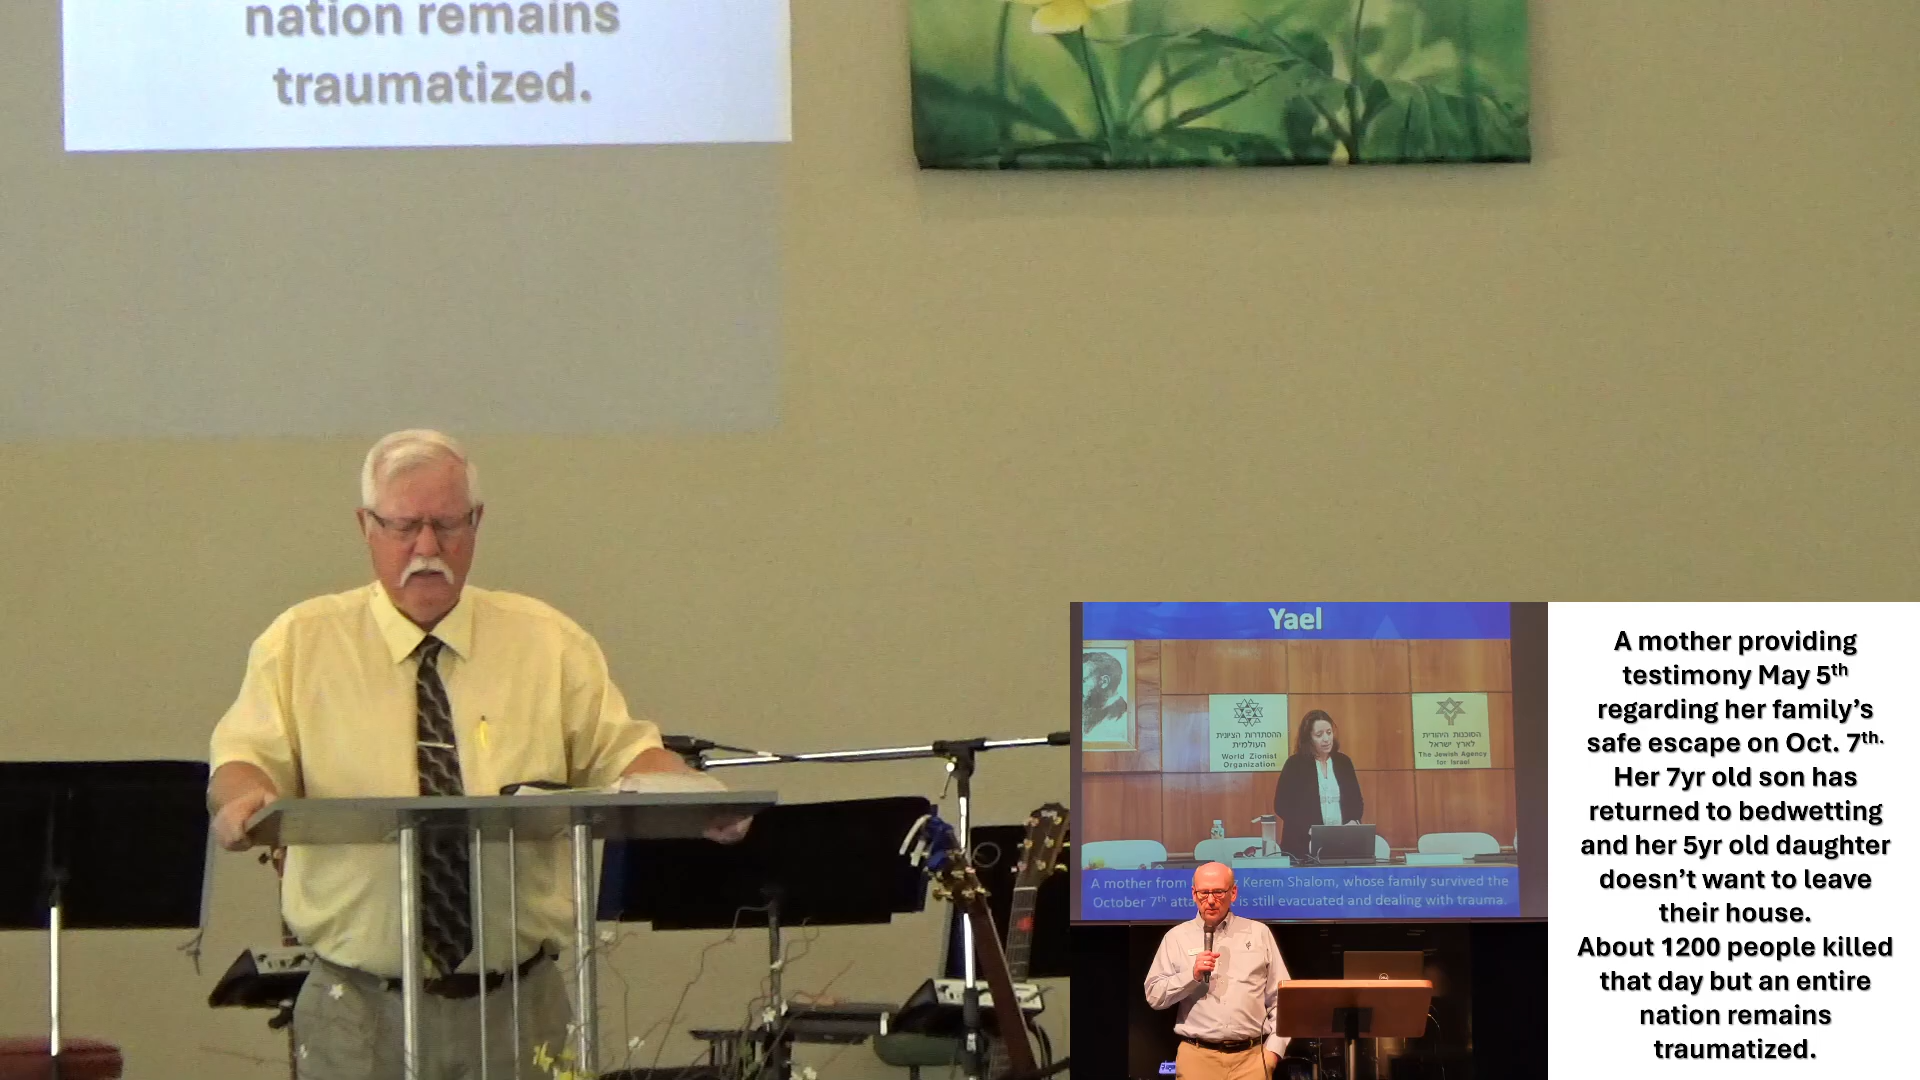 nation remains
traumatized.
Yael
ההסתדרות הציונית
העולמית
World Zionist
Organization
הסוכנות היהודית
לארץ ישראל
The Jewish Agency
for Israel
A mother from Kerem Shalom, whose family survived the
October 7th is still evacuated and dealing with trauma.
A mother providing
testimony May 5th
regarding her family's
safe escape on Oct. 7th.
Her 7yr old son has
returned to bedwetting
and her 5yr old daughter
doesn't want to leave
their house.
About 1200 people killed
that day but an entire
nation remains
traumatized.